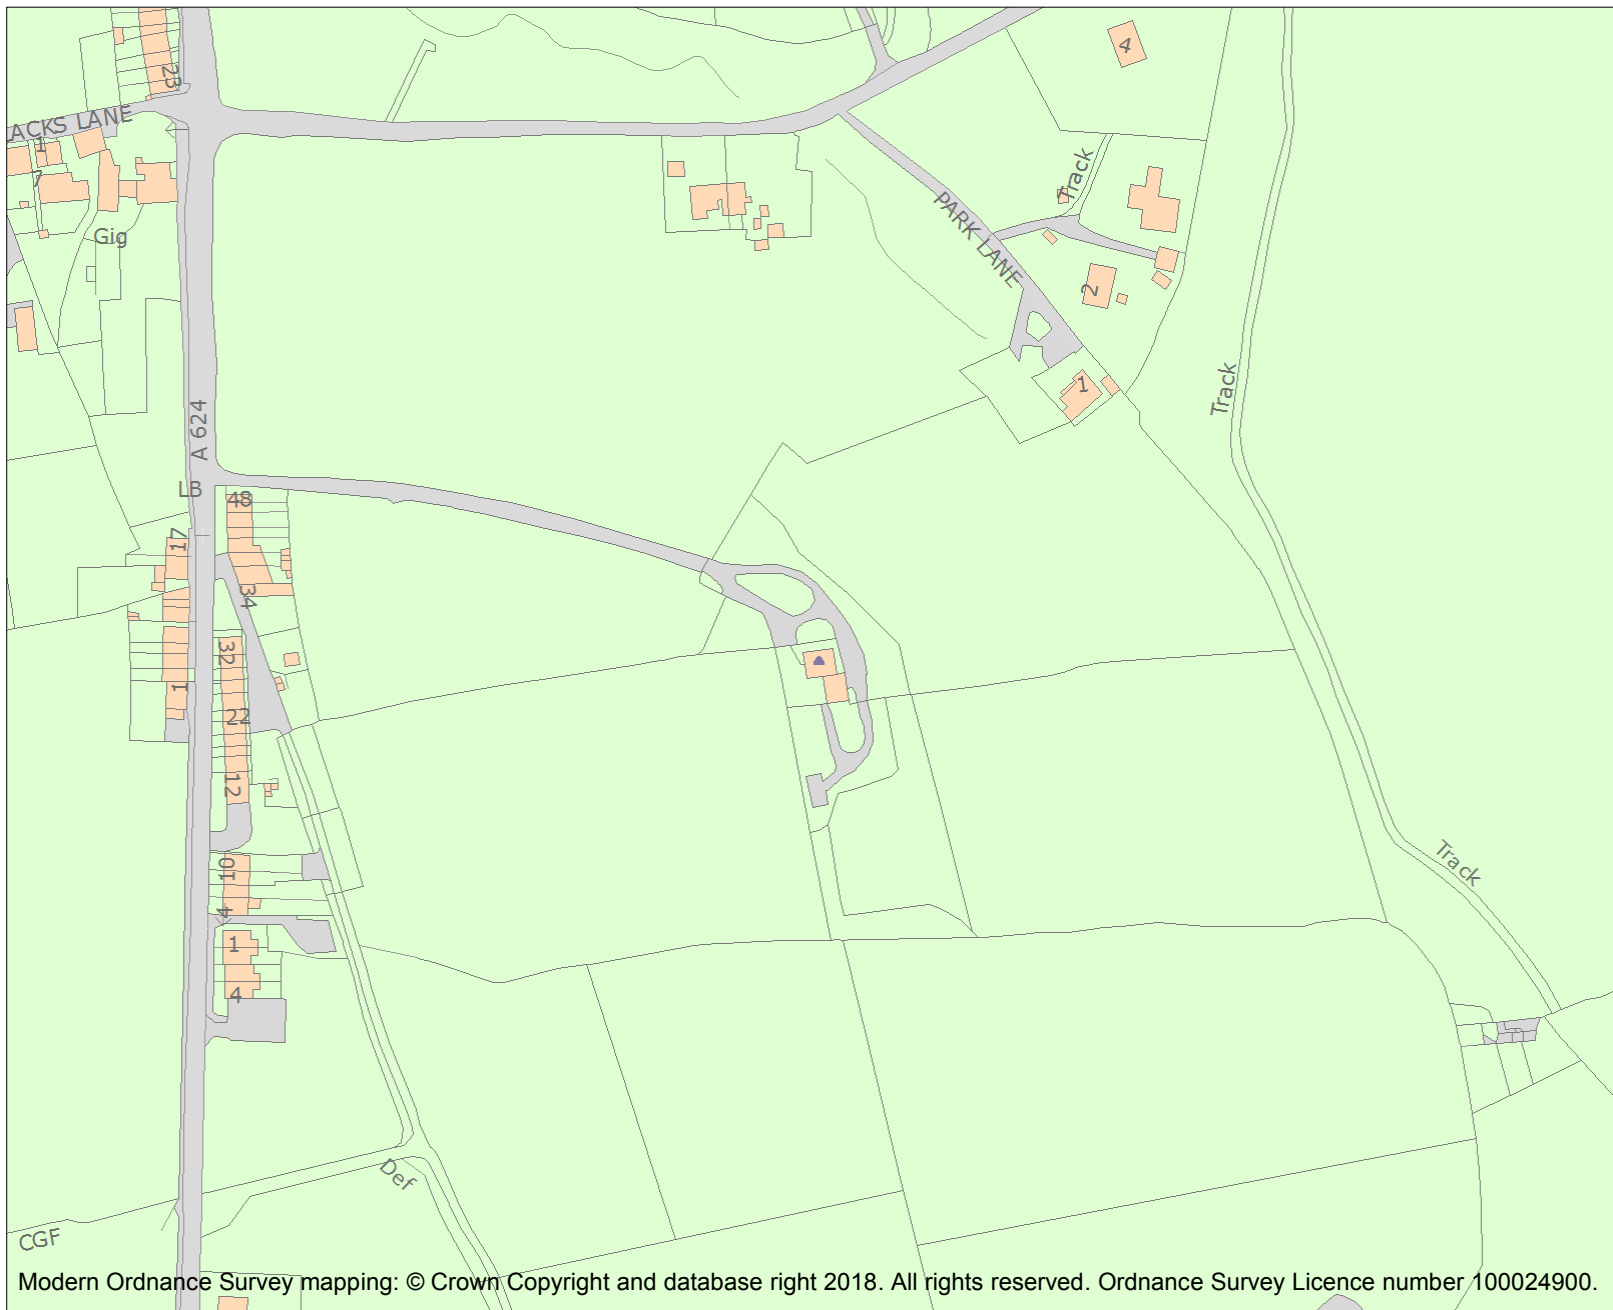 23
4
ACKS LANE
1
7
Track
PARK LANE
Gig
2
1
Track
A 624
LB
48
17
34
32
1
22
12
Track
10
4
1
4
Def
CGF
Modern Ordnance Survey mapping: © Crown Copyright and database right 2018. All rights reserved. Ordnance Survey Licence number 100024900.